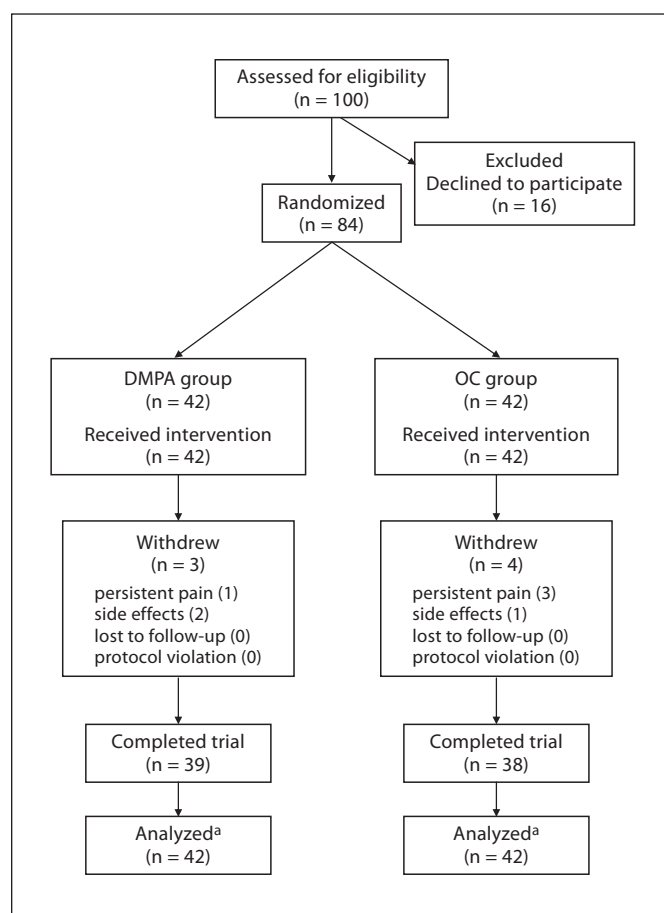 Assessed for eligibility
(n = 100)
Excluded
Declined to participate
(n = 16)
Randomized
(n = 84)
DMPA group
(n = 42)
Received intervention
(n = 42)
OC group
(n = 42)
Received intervention
(n = 42)
Withdrew
(n = 3)
persistent pain (1)
side effects (2)
lost to follow-up (0)
protocol violation (0)
Withdrew
(n = 4)
persistent pain (3)
side effects (1)
lost to follow-up (0)
protocol violation (0)
Completed trial
(n = 39)
Completed trial
(n = 38)
Analyzedᵃ
(n = 42)
Analyzedᵃ
(n = 42)